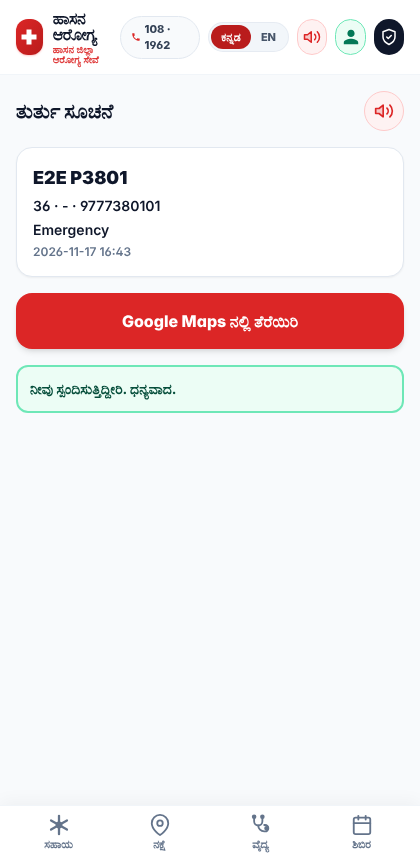 ಹಾಸನ
ಆರೋಗ್ಯ
ಹಾಸನ ಜಿಲ್ಲಾ
ಆರೋಗ್ಯ ಸೇವೆ
108 ·
1962
ಕನ್ನಡ
EN
ತುರ್ತು ಸೂಚನೆ
E2E P3801
36 · - · 9777380101
Emergency
2026-11-17 16:43
Google Maps ನಲ್ಲಿ ತೆರೆಯಿರಿ
ನೀವು ಸ್ಪಂದಿಸುತ್ತಿದ್ದೀರಿ. ಧನ್ಯವಾದ.
ಸಹಾಯ
ನಕ್ಷೆ
ವೈದ್ಯ
ಶಿಬಿರ